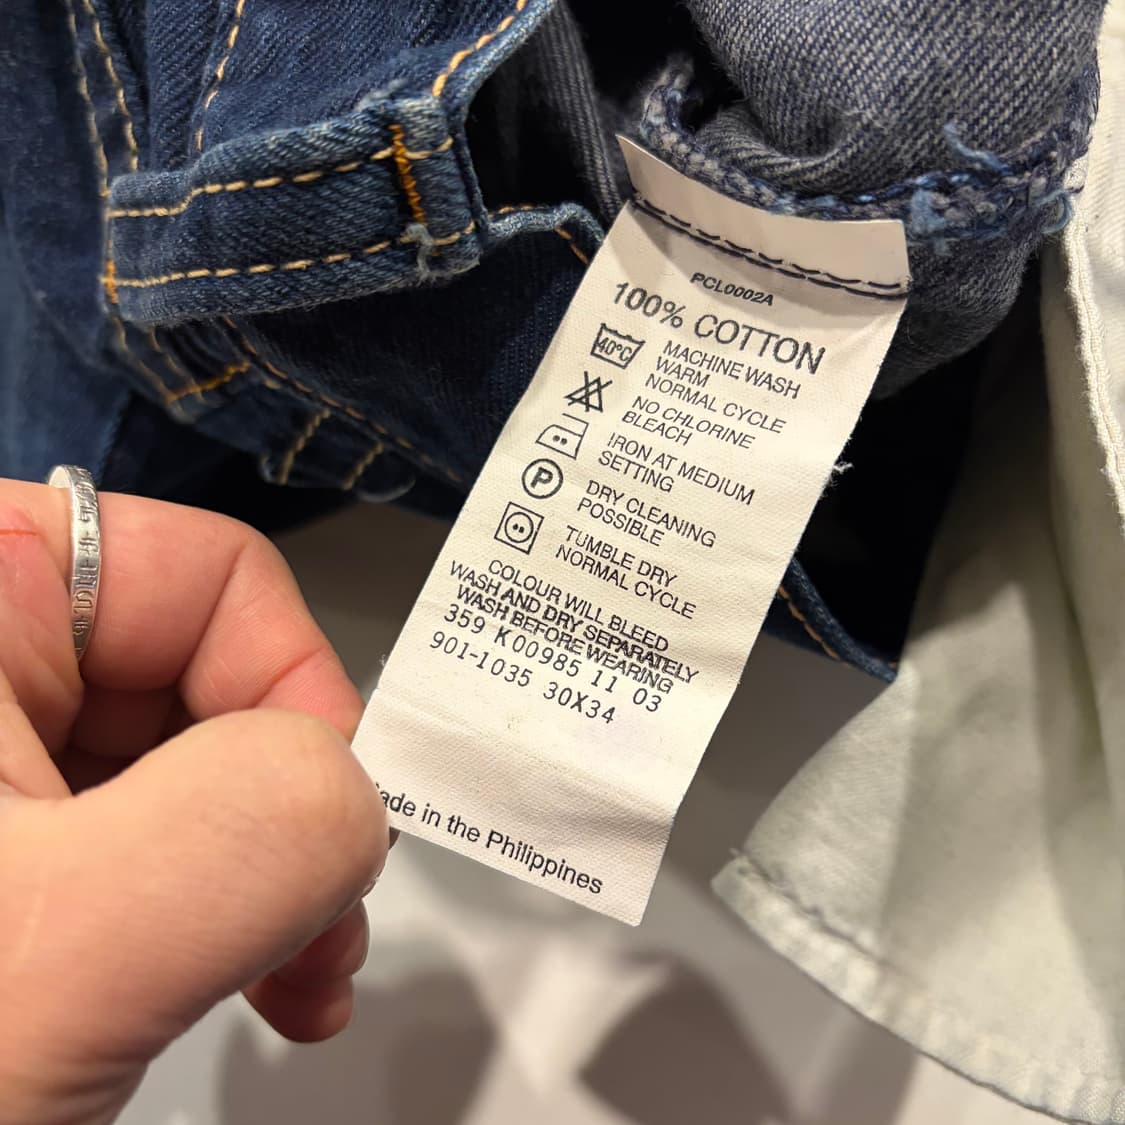 PCL0002A
100% COTTON
40°C
MACHINE WASH
WARM
NORMAL CYCLE
NO CHLORINE
BLEACH
IRON AT MEDIUM
SETTING
P
DRY CLEANING
POSSIBLE
TUMBLE DRY
NORMAL CYCLE
COLOUR WILL BLEED
WASH AND DRY SEPARATELY
WASH BEFORE WEARING
359 K00985 11 03
901-1035 30X34
ade in the Philippines